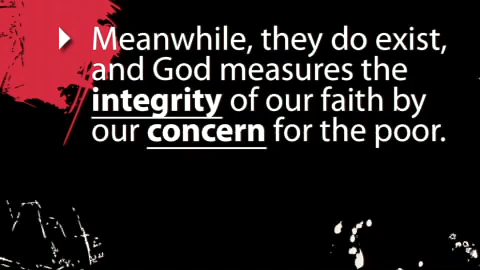 Meanwhile, they do exist,
and God measures the
integrity of our faith by
our concern for the poor.